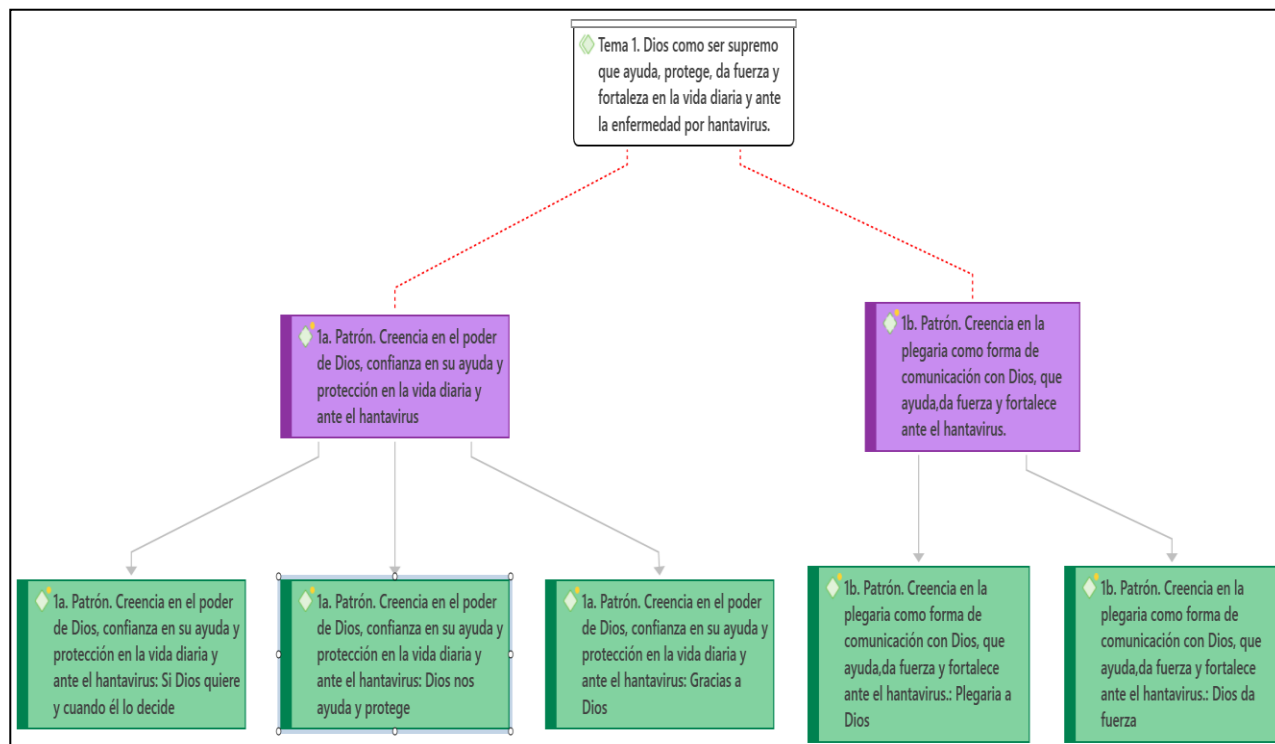 Tema 1. Dios como ser supremo
que ayuda, protege, da fuerza y
fortaleza en la vida diaria y ante
la enfermedad por hantavirus.
1a. Patrón. Creencia en el poder
de Dios, confianza en su ayuda y
protección en la vida diaria y
ante el hantavirus
1b. Patrón. Creencia en la
plegaria como forma de
comunicación con Dios, que
ayuda,da fuerza y fortalece
ante el hantavirus.
1a. Patrón. Creencia en el poder
de Dios, confianza en su ayuda y
protección en la vida diaria y
ante el hantavirus: Si Dios quiere
y cuando él lo decide
1a. Patrón. Creencia en el poder
de Dios, confianza en su ayuda y
protección en la vida diaria y
ante el hantavirus: Dios nos
ayuda y protege
1a. Patrón. Creencia en el poder
de Dios, confianza en su ayuda y
protección en la vida diaria y
ante el hantavirus: Gracias a
Dios
1b. Patrón. Creencia en la
plegaria como forma de
comunicación con Dios, que
ayuda,da fuerza y fortalece
ante el hantavirus.: Plegaria a
Dios
1b. Patrón. Creencia en la
plegaria como forma de
comunicación con Dios, que
ayuda,da fuerza y fortalece
ante el hantavirus.: Dios da
fuerza